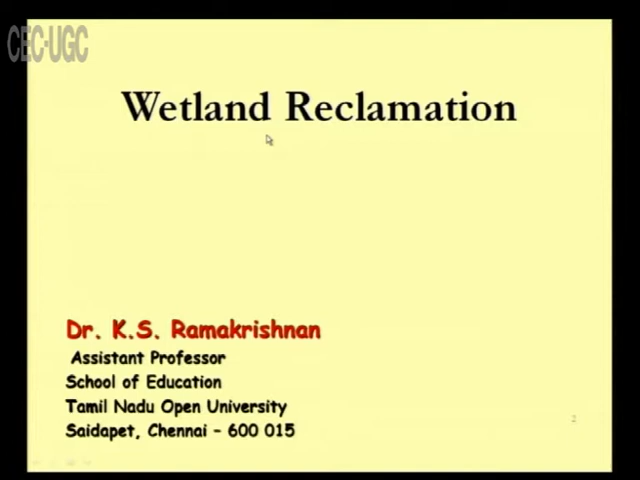 CEC-UGC
Wetland Reclamation
Dr. K.S. Ramakrishnan
Assistant Professor
School of Education
Tamil Nadu Open University
Saidapet, Chennai - 600 015
2